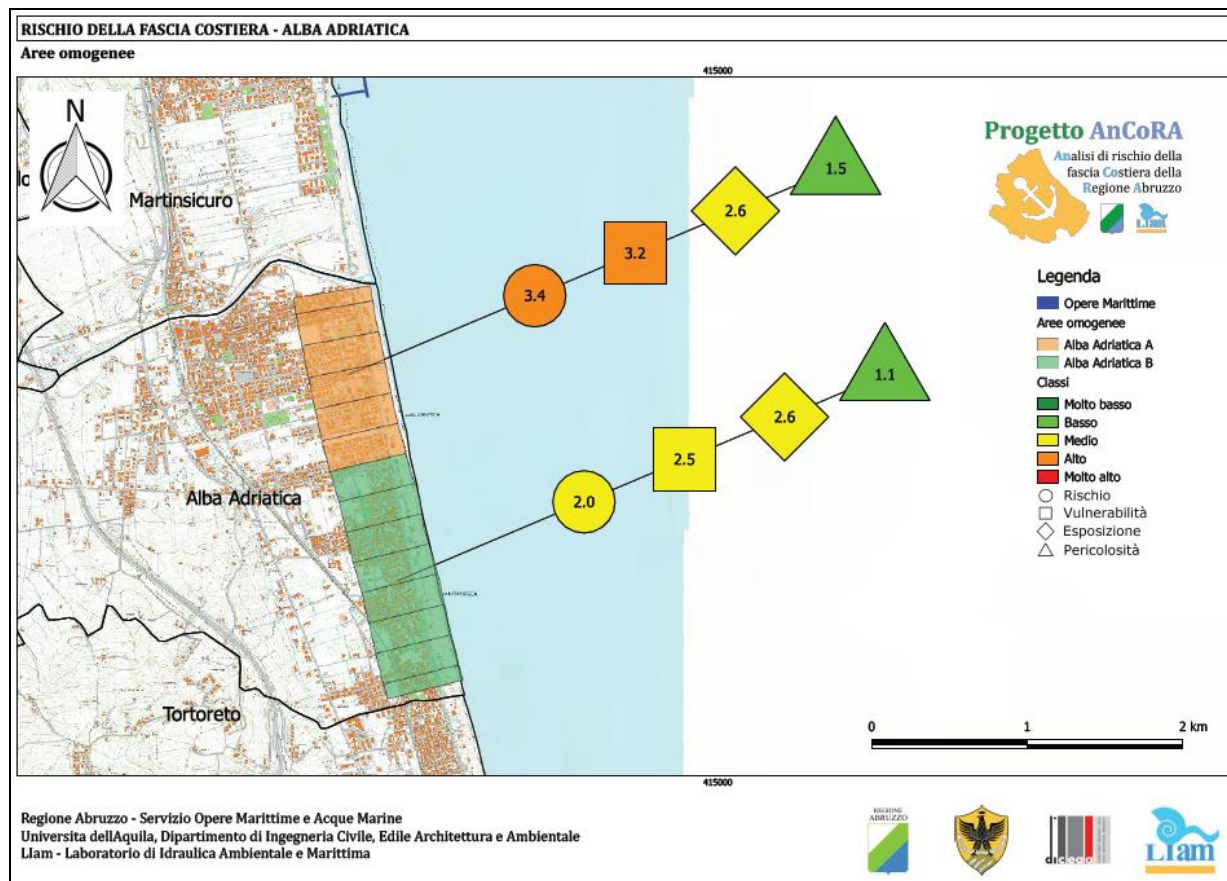 RISCHIO DELLA FASCIA COSTIERA - ALBA ADRIATICA
Aree omogenee
415000
N
Martinsicuro
Alba Adriatica
Tortoreto
3.4
3.2
2.6
1.5
2.0
2.5
2.6
1.1
Progetto AnCoRA
Analisi di rischio della
fascia Costiera della
Regione Abruzzo
LIam
Legenda
Opere Marittime
Aree omogenee
Alba Adriatica A
Alba Adriatica B
Classi
Molto basso
Basso
Medio
Alto
Molto alto
Rischio
Vulnerabilità
Esposizione
Pericolosità
0 1 2 km
415000
Regione Abruzzo - Servizio Opere Marittime e Acque Marine
Universita dellAquila, Dipartimento di Ingegneria Civile, Edile Architettura e Ambientale
LIam - Laboratorio di Idraulica Ambientale e Marittima
REGIONE
ABRUZZO
LIam